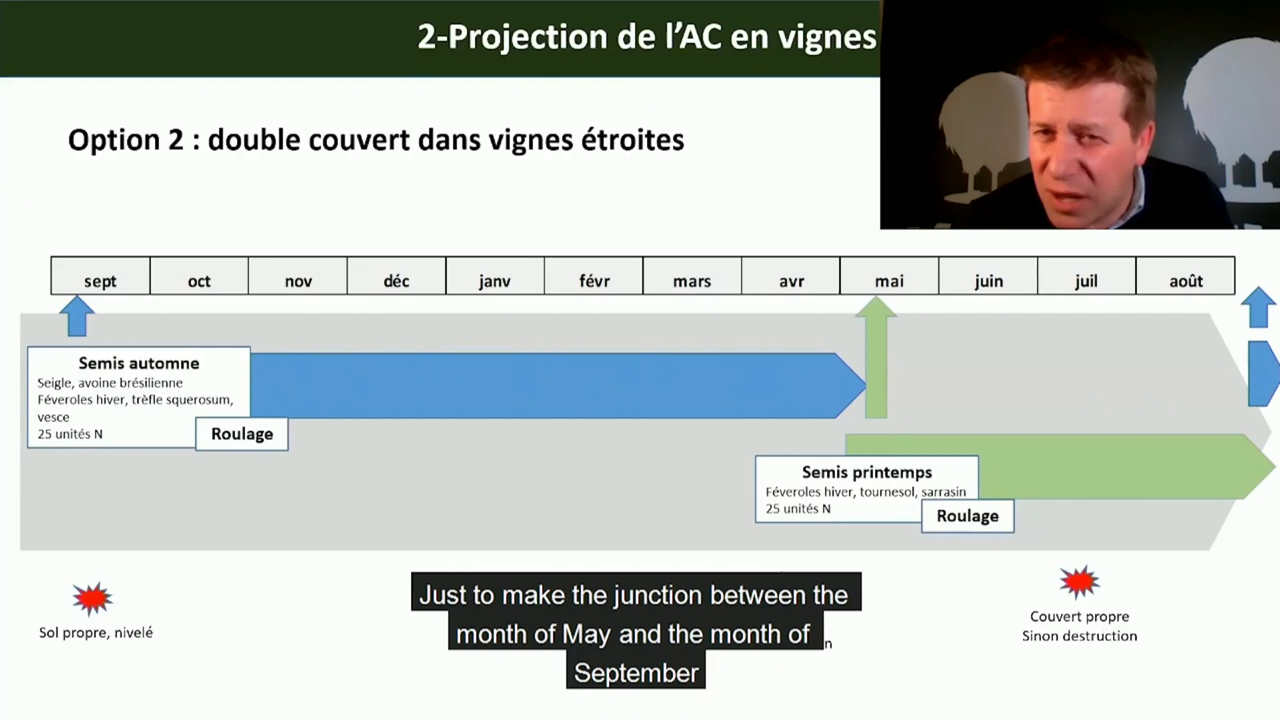 2-Projection de l'AC en vignes
Option 2 : double couvert dans vignes étroites
sept oct nov déc janv févr mars avr mai juin juil août
Semis automne
Seigle, avoine brésilienne
Féveroles hiver, trèfle squerosum,
vesce
25 unités N
Roulage
Semis printemps
Féveroles hiver, tournesol, sarrasin
25 unités N
Roulage
Sol propre, nivelé
Couvert propre
Sinon destruction
Just to make the junction between the
month of May and the month of
September